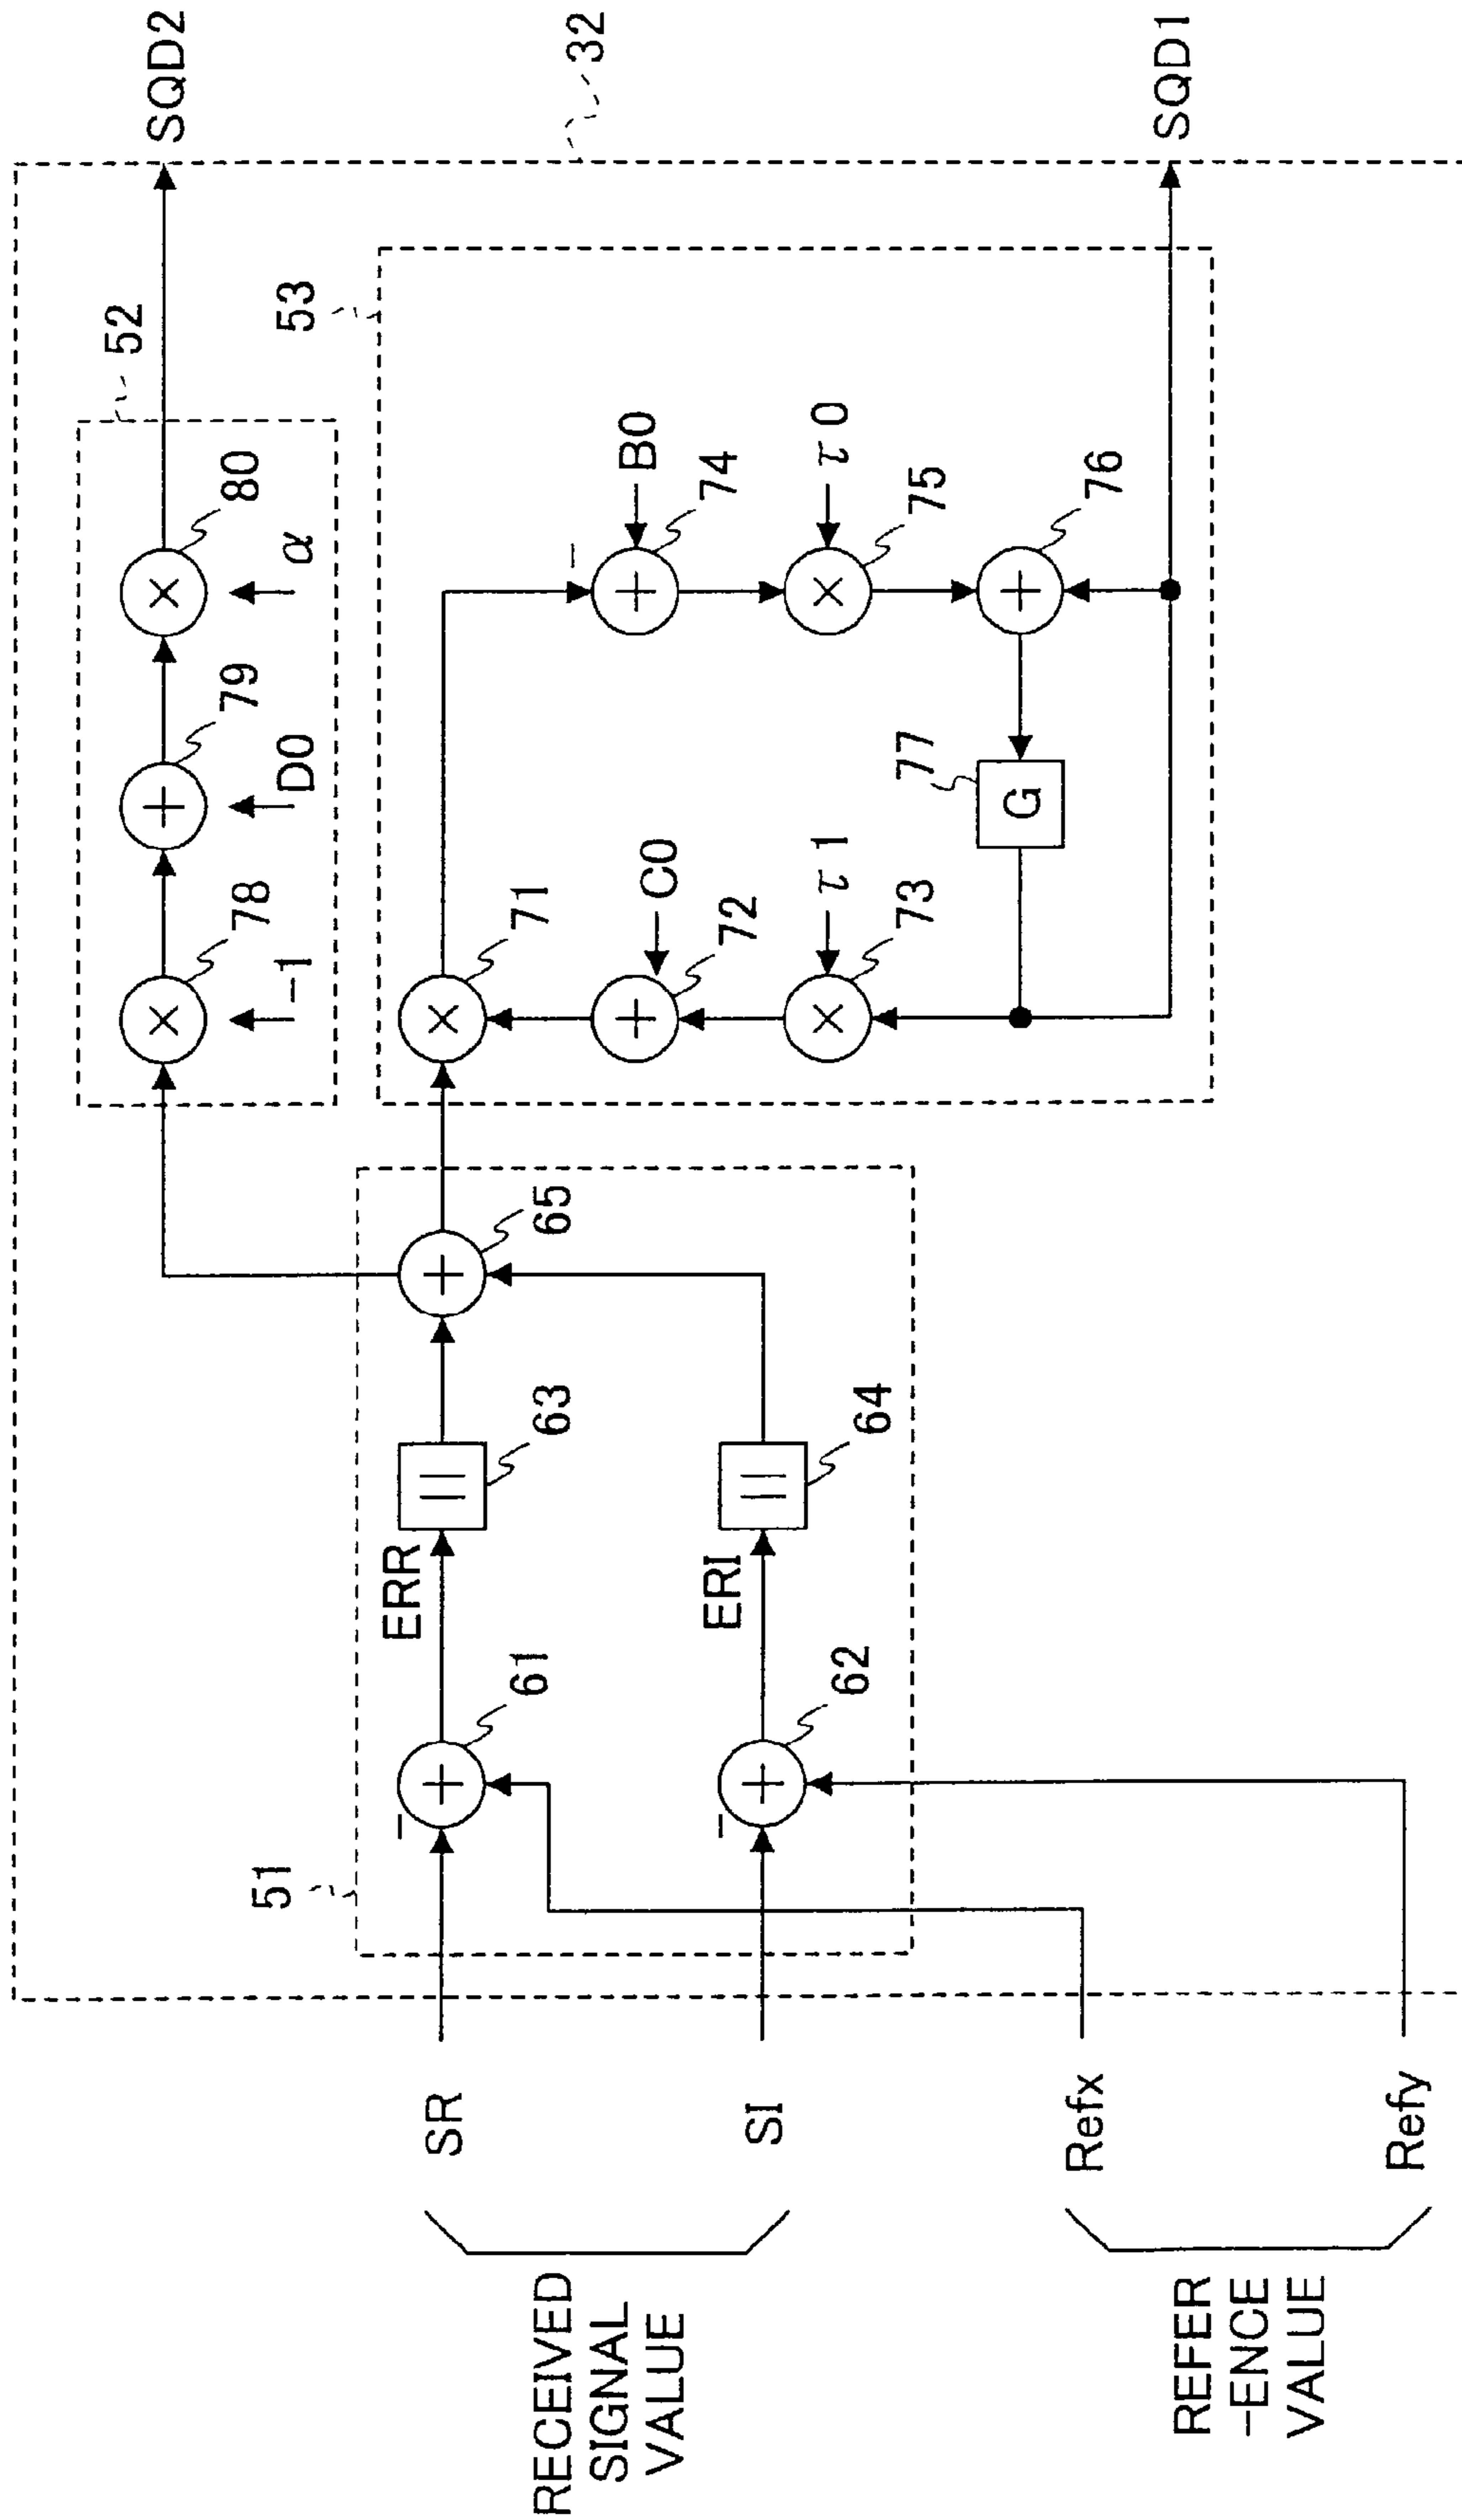 RECEIVED
SIGNAL
VALUE
SR
SI
REFER
-ENCE
VALUE
Refx
Refy
51
61
62
ERR
ERI
63
64
65
52
78
-1
79
D0
80
α
SQD2
53
71
72
C0
73
τ1
77
G
74
B0
75
τ0
76
32
SQD1